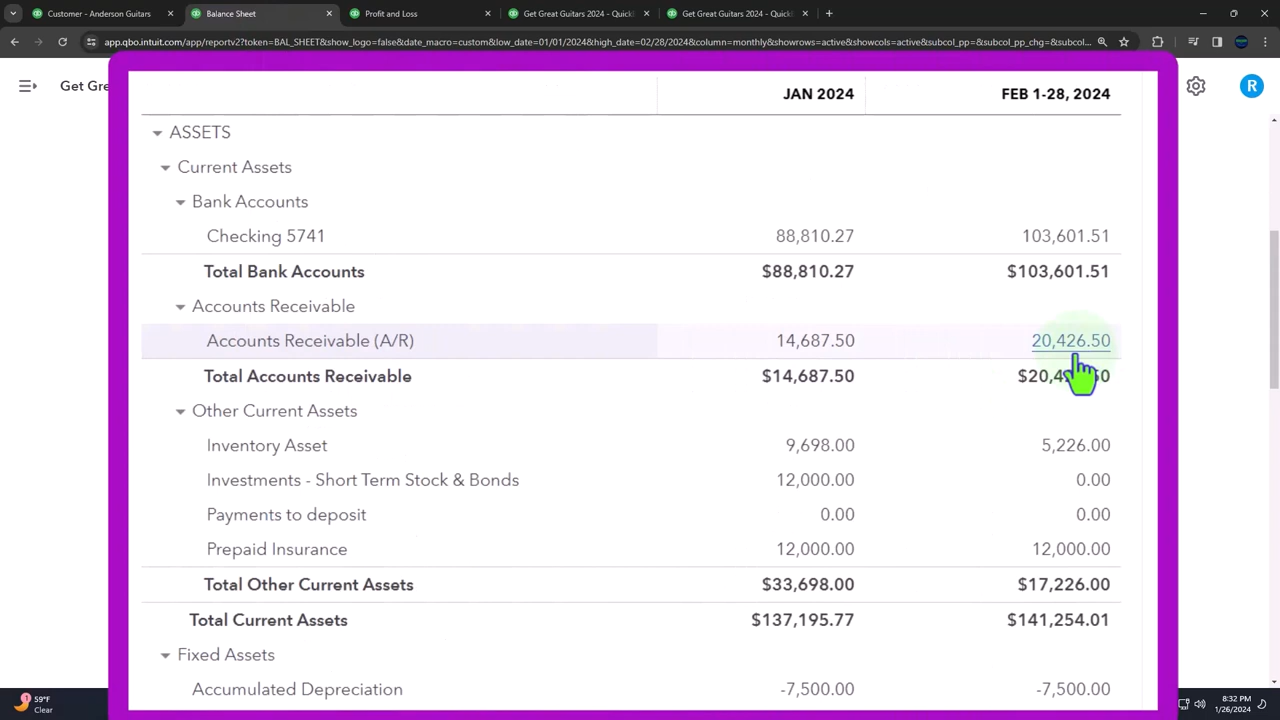 Customer - Anderson Guitars
Balance Sheet
Profit and Loss
Get Great Guitars 2024 - Quick
Get Great Guitars 2024 - Quick
app.qbo.intuit.com/app/reportv2?token=BAL_SHEET&show_logo=false&date_macro=custom&low_date=01/01/2024&high_date=02/28/2024&column=monthly&showrows=active&showcols=active&subcol_pp=&subcol_pp_chg=&subcol_pp_perc_chg=&subc...
Get Gre
R
JAN 2024 FEB 1-28, 2024
ASSETS
Current Assets
Bank Accounts
Checking 5741 88,810.27 103,601.51
Total Bank Accounts $88,810.27 $103,601.51
Accounts Receivable
Accounts Receivable (A/R) 14,687.50 20,426.50
Total Accounts Receivable $14,687.50 $20,4 0
Other Current Assets
Inventory Asset 9,698.00 5,226.00
Investments - Short Term Stock & Bonds 12,000.00 0.00
Payments to deposit 0.00 0.00
Prepaid Insurance 12,000.00 12,000.00
Total Other Current Assets $33,698.00 $17,226.00
Total Current Assets $137,195.77 $141,254.01
Fixed Assets
Accumulated Depreciation -7,500.00 -7,500.00
59°F
Clear
8:32 PM
1/26/2024